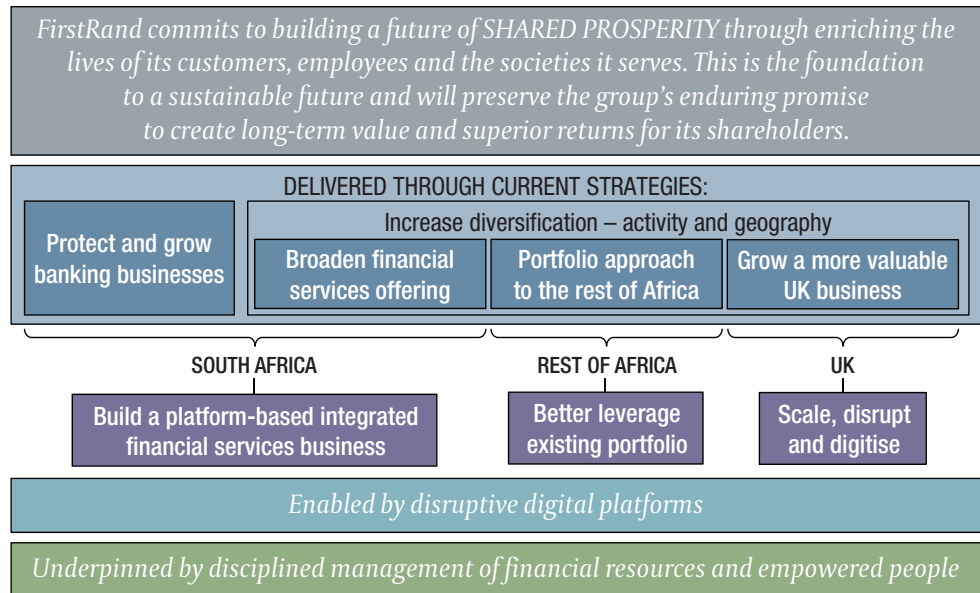 FirstRand commits to building a future of SHARED PROSPERITY through enriching the
lives of its customers, employees and the societies it serves. This is the foundation
to a sustainable future and will preserve the group's enduring promise
to create long-term value and superior returns for its shareholders.
DELIVERED THROUGH CURRENT STRATEGIES:
Protect and grow
banking businesses
Increase diversification – activity and geography
Broaden financial
services offering
Portfolio approach
to the rest of Africa
Grow a more valuable
UK business
SOUTH AFRICA
Build a platform-based integrated
financial services business
REST OF AFRICA
Better leverage
existing portfolio
UK
Scale, disrupt
and digitise
Enabled by disruptive digital platforms
Underpinned by disciplined management of financial resources and empowered people